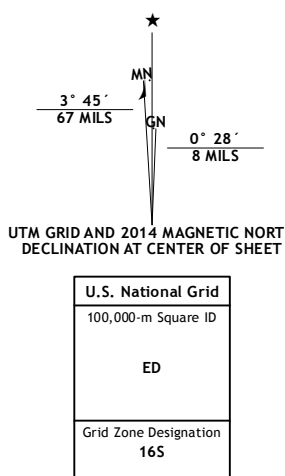 ★
MN
3° 45´
67 MILS
GN
0° 28´
8 MILS
UTM GRID AND 2014 MAGNETIC NORT
DECLINATION AT CENTER OF SHEET
U.S. National Grid
100,000-m Square ID
ED
Grid Zone Designation
16S